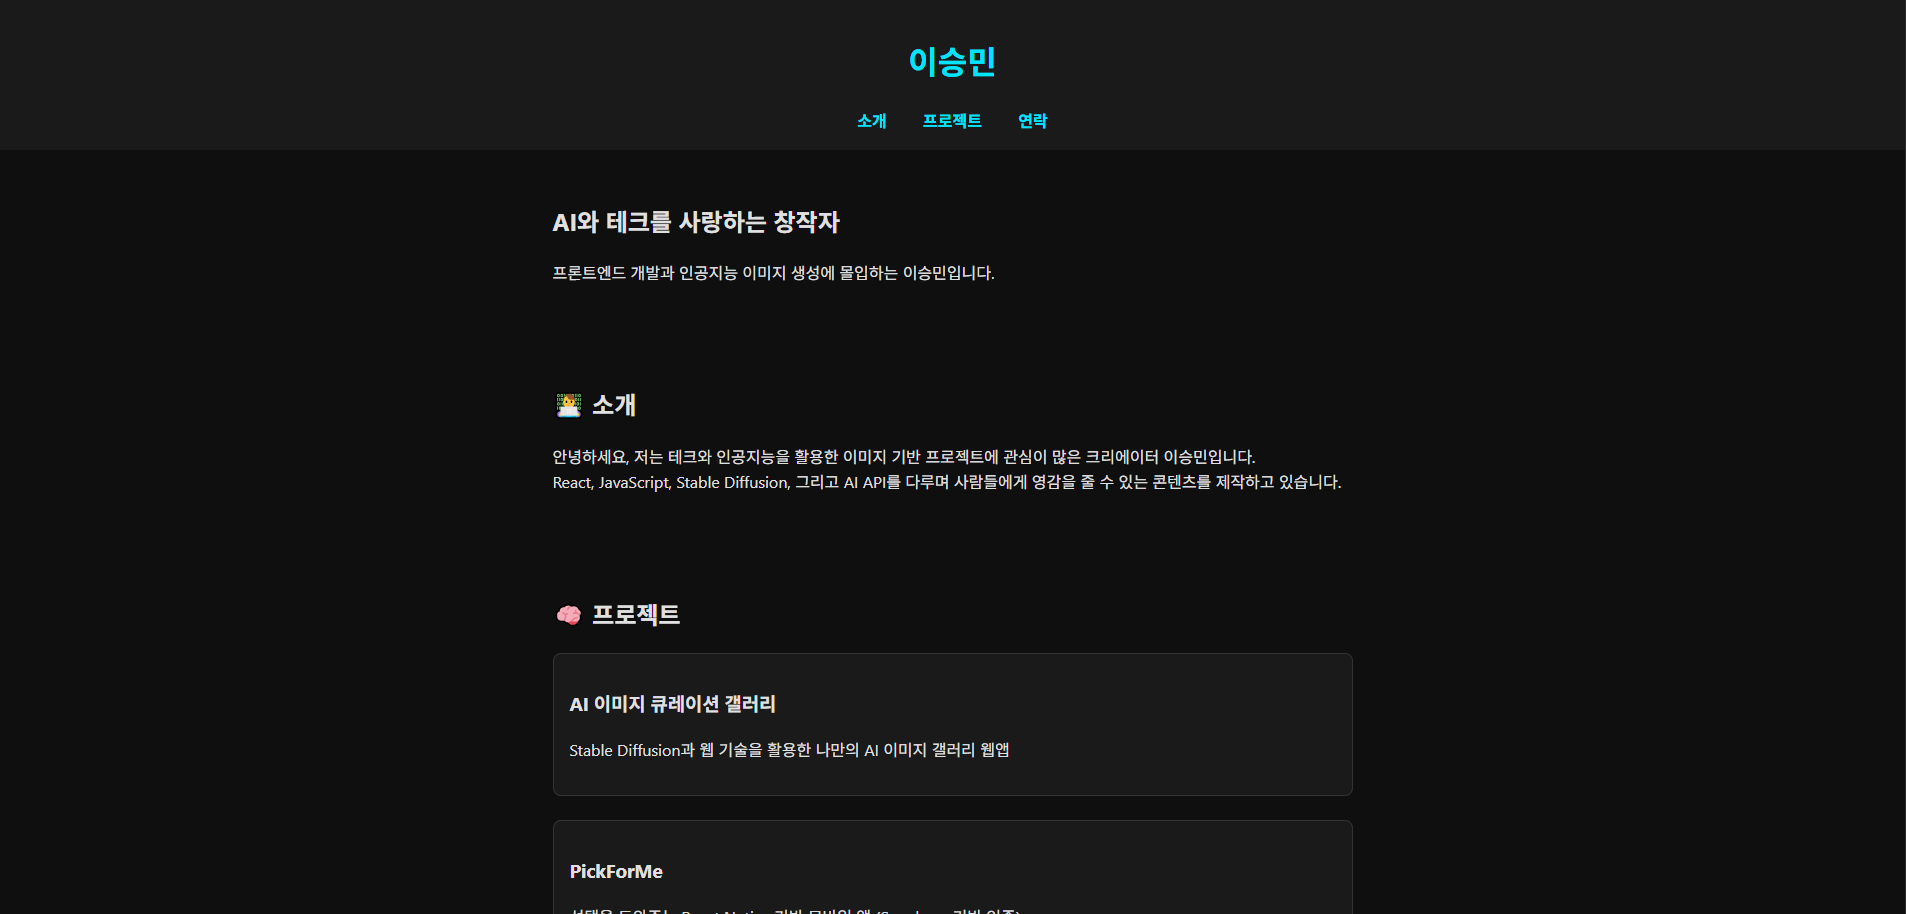 이승민
소개 프로젝트 연락
AI와 테크를 사랑하는 창작자
프론트엔드 개발과 인공지능 이미지 생성에 몰입하는 이승민입니다.
소개
안녕하세요, 저는 테크와 인공지능을 활용한 이미지 기반 프로젝트에 관심이 많은 크리에이터 이승민입니다.
React, JavaScript, Stable Diffusion, 그리고 AI API를 다루며 사람들에게 영감을 줄 수 있는 콘텐츠를 제작하고 있습니다.
프로젝트
AI 이미지 큐레이션 갤러리
Stable Diffusion과 웹 기술을 활용한 나만의 AI 이미지 갤러리 웹앱
PickForMe